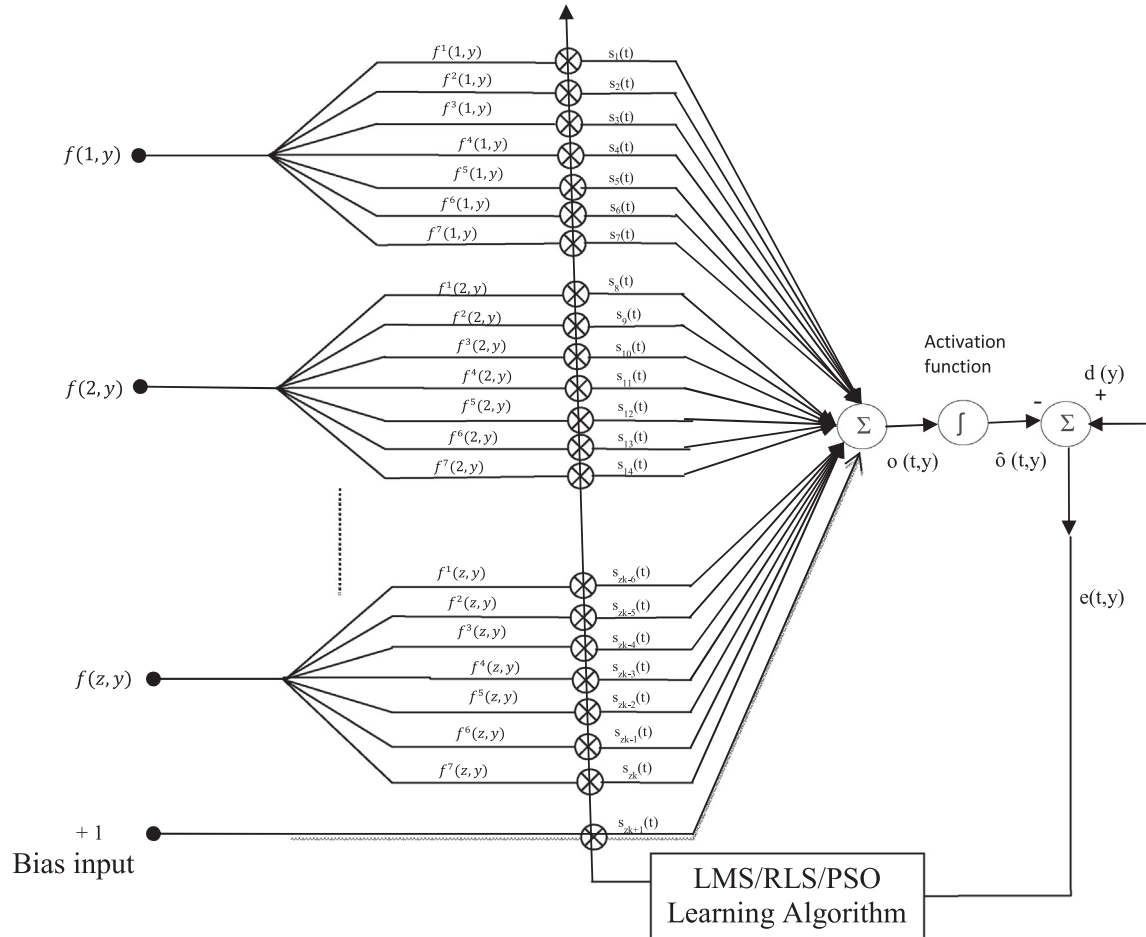 f¹(1, y) s₁(t)
f²(1, y) s₂(t)
f³(1, y) s₃(t)
f(1, y) f⁴(1, y) s₄(t)
f⁵(1, y) s₅(t)
f⁶(1, y) s₆(t)
f⁷(1, y) s₇(t)
f¹(2, y) s₈(t)
f²(2, y) s₉(t)
f³(2, y) s₁₀(t)
f(2, y) f⁴(2, y) s₁₁(t)
f⁵(2, y) s₁₂(t)
f⁶(2, y) s₁₃(t)
f⁷(2, y) s₁₄(t)
Activation
function
d (y)
- +
Σ ∫ Σ
o (t,y) ô (t,y)
e(t,y)
f¹(z, y) s_zk-6(t)
f²(z, y) s_zk-5(t)
f³(z, y) s_zk-4(t)
f(z, y) f⁴(z, y) s_zk-3(t)
f⁵(z, y) s_zk-2(t)
f⁶(z, y) s_zk-1(t)
f⁷(z, y) s_zk(t)
+ 1 s_zk+1(t)
Bias input
LMS/RLS/PSO
Learning Algorithm